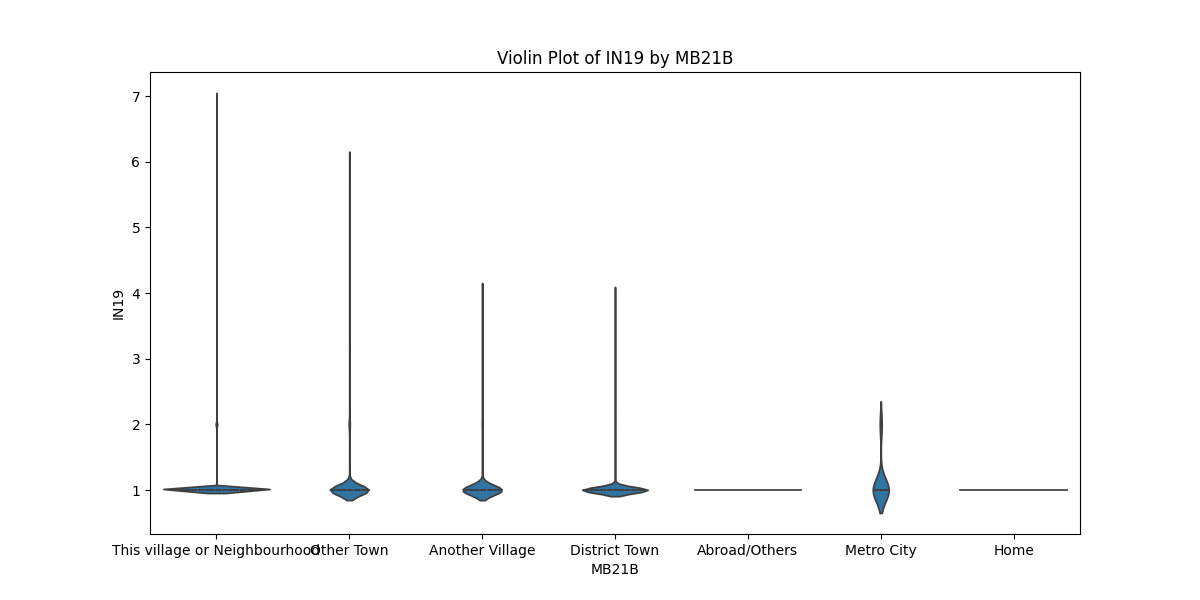 Violin Plot of IN19 by MB21B
7
6
5
4
3
2
1
IN19
This village or Neighbourhood
Other Town
Another Village
District Town
Abroad/Others
Metro City
Home
MB21B